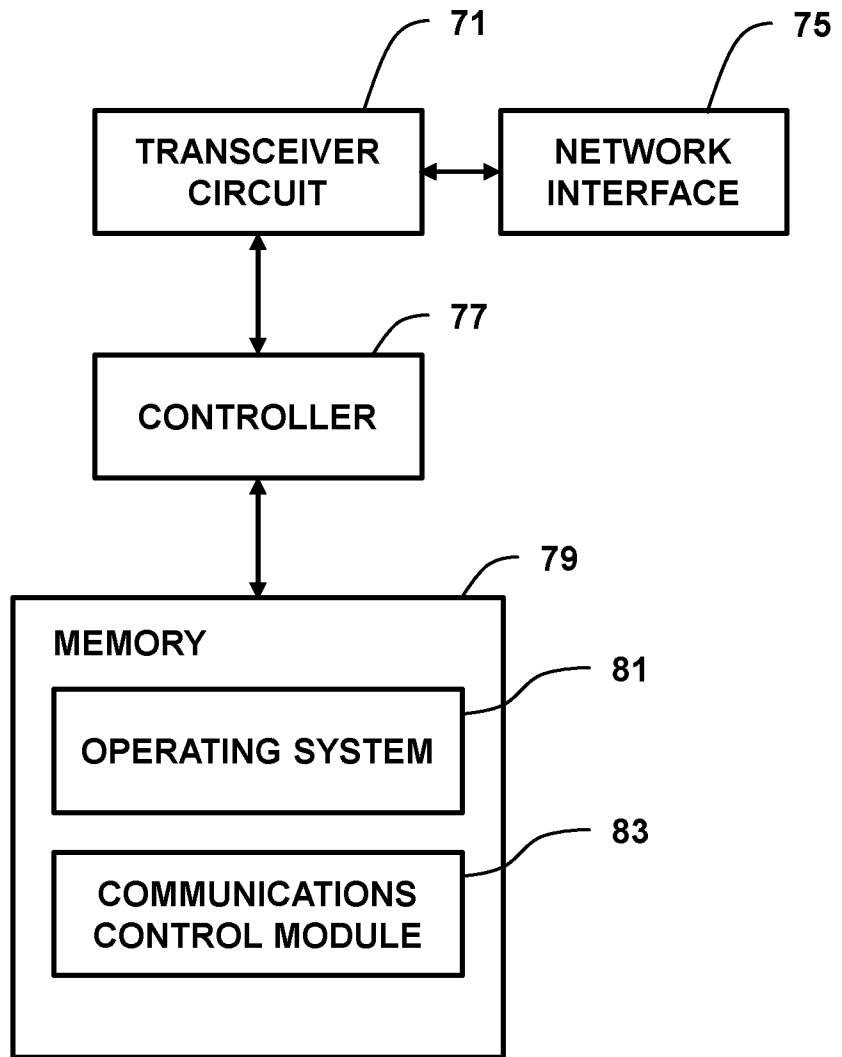 71
75
TRANSCEIVER
CIRCUIT
NETWORK
INTERFACE
77
CONTROLLER
79
MEMORY
81
OPERATING SYSTEM
83
COMMUNICATIONS
CONTROL MODULE